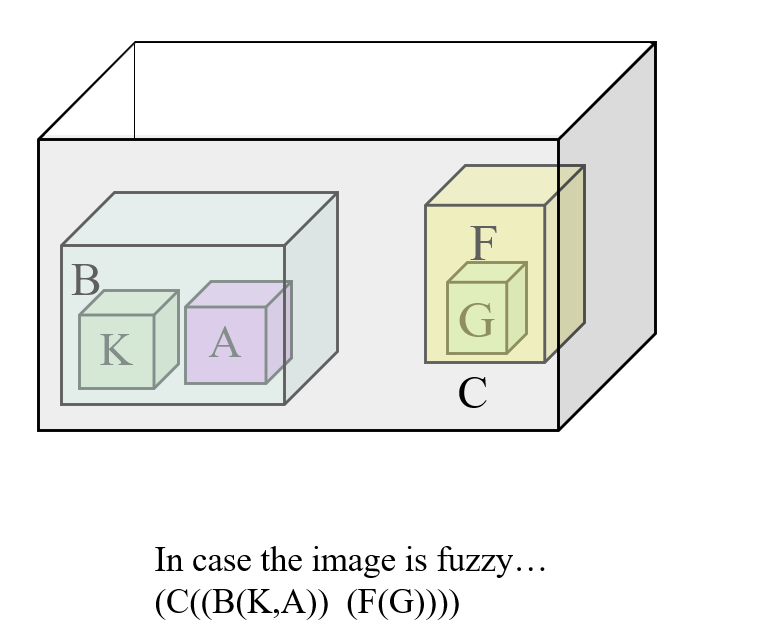 F
B
G
K
A
C
In case the image is fuzzy…
(C((B(K,A))  (F(G))))